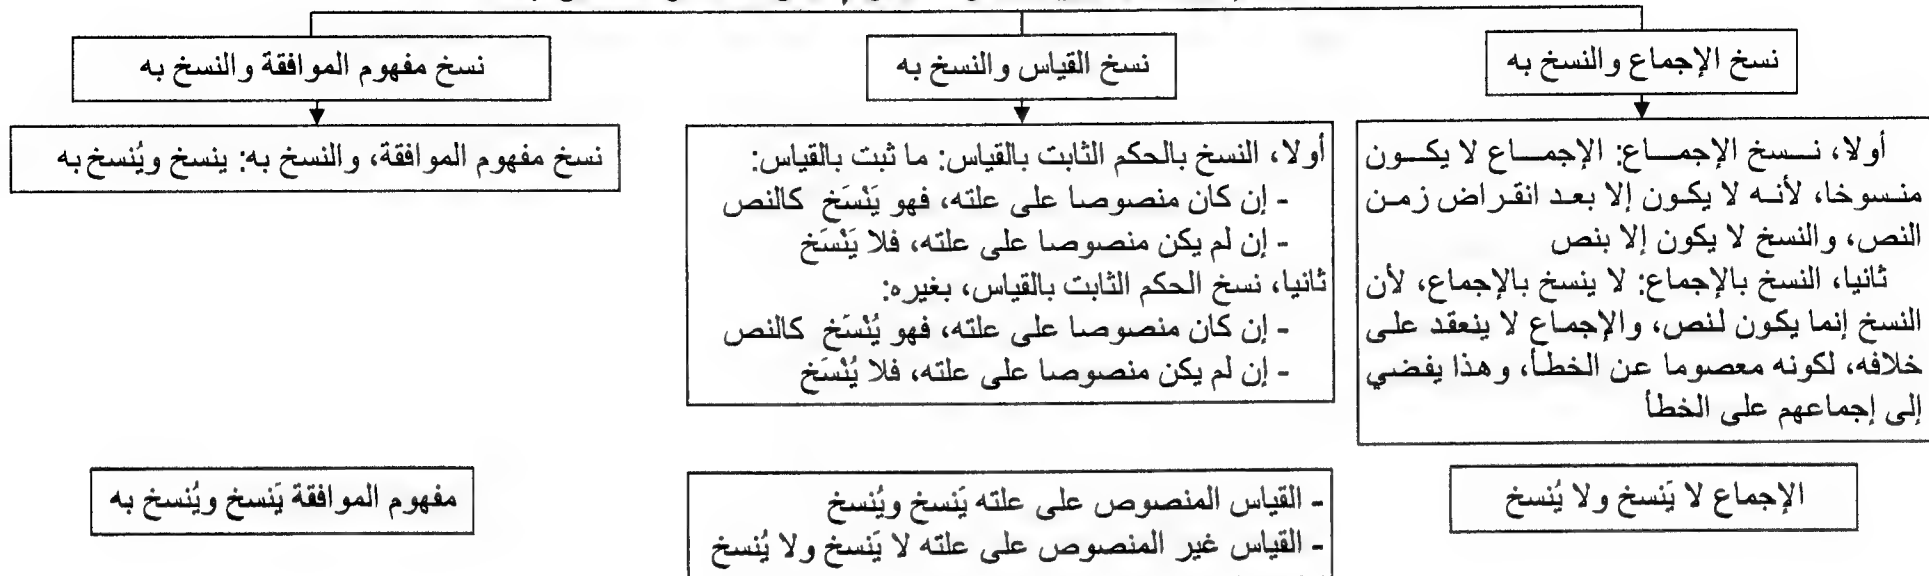 نسخ الإجماع والنسخ به
أولا، نسخ الإجماع: الإجماع لا يكون
منسوخا، لأنه لا يكون إلا بعد انقراض زمن
النص، والنسخ لا يكون إلا بنص
ثانيا، النسخ بالإجماع: لا ينسخ بالإجماع، لأن
النسخ إنما يكون لنص، والإجماع لا ينعقد على
خلافه، لكونه معصوما عن الخطأ، وهذا يفضي
إلى إجماعهم على الخطأ
الإجماع لا يَنسخ ولا يُنسخ
نسخ القياس والنسخ به
أولا، النسخ بالحكم الثابت بالقياس: ما ثبت بالقياس:
- إن كان منصوصا على علته، فهو يَنْسَخ كالنص
- إن لم يكن منصوصا على علته، فلا يَنْسَخ
ثانيا، نسخ الحكم الثابت بالقياس، بغيره:
- إن كان منصوصا على علته، فهو يُنْسَخ كالنص
- إن لم يكن منصوصا على علته، فلا يُنْسَخ
- القياس المنصوص على علته يَنسخ ويُنسخ
- القياس غير المنصوص على علته لا يَنسخ ولا يُنسخ
نسخ مفهوم الموافقة والنسخ به
نسخ مفهوم الموافقة، والنسخ به: ينسخ ويُنسخ به
مفهوم الموافقة يَنسخ ويُنسخ به